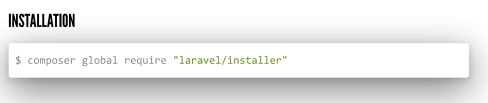 INSTALLATION
$ composer global require "laravel/installer"